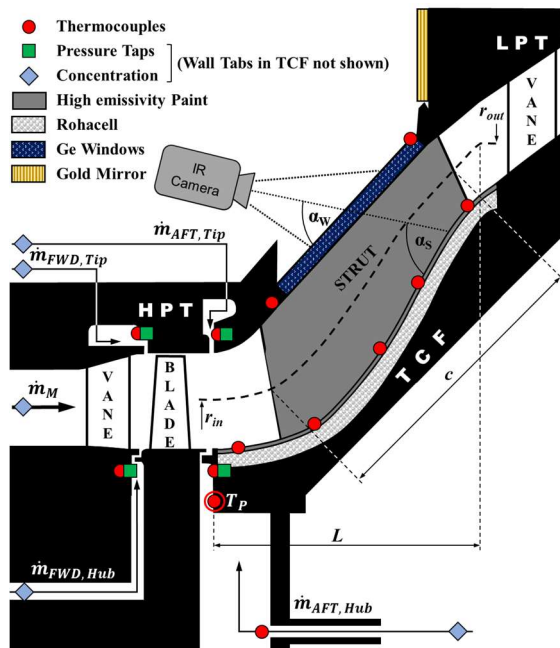 Thermocouples
Pressure Taps
Concentration
(Wall Tabs in TCF not shown)
High emissivity Paint
Rohacell
Ge Windows
Gold Mirror
IR
Camera
α_W
α_S
LPT
VANE
r_out
ṁ_AFT,Tip
ṁ_FWD,Tip
HPT
STRUT
TCF
ṁ_M
VANE
BLADE
r_in
c
T_P
L
ṁ_FWD,Hub
ṁ_AFT,Hub